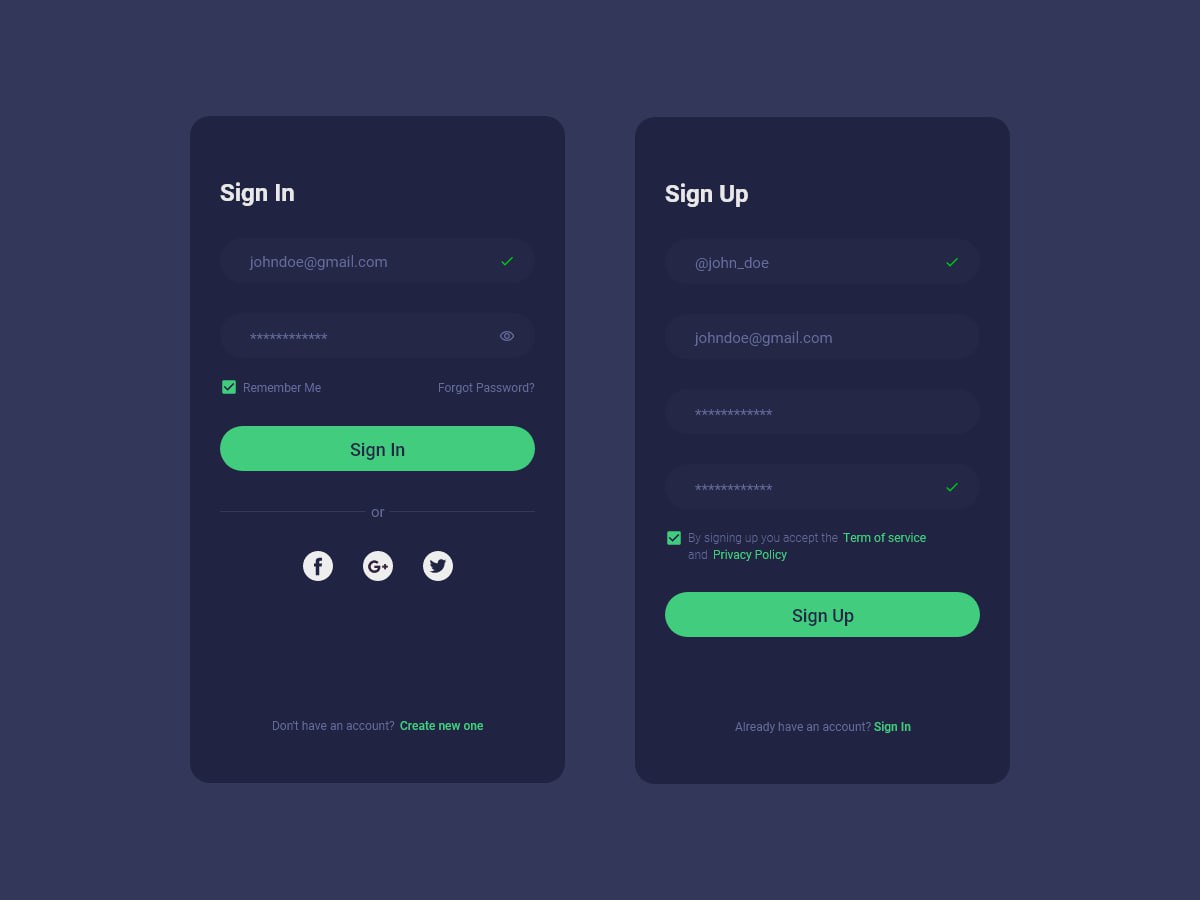 Sign In
johndoe@gmail.com
************
Remember Me
Forgot Password?
Sign In
or
Don't have an account? Create new one
Sign Up
@john_doe
johndoe@gmail.com
************
************
By signing up you accept the Term of service
and Privacy Policy
Sign Up
Already have an account? Sign In